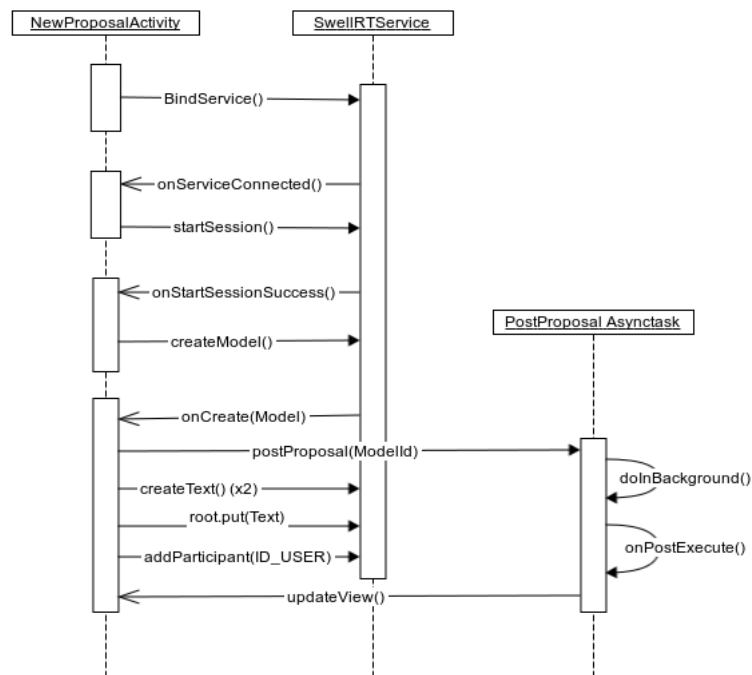 NewProposalActivity
SwellRTService
BindService()
onServiceConnected()
startSession()
onStartSessionSuccess()
PostProposal Asynctask
createModel()
onCreate(Model)
postProposal(ModelId)
doInBackground()
createText() (x2)
root.put(Text)
onPostExecute()
addParticipant(ID_USER)
updateView()